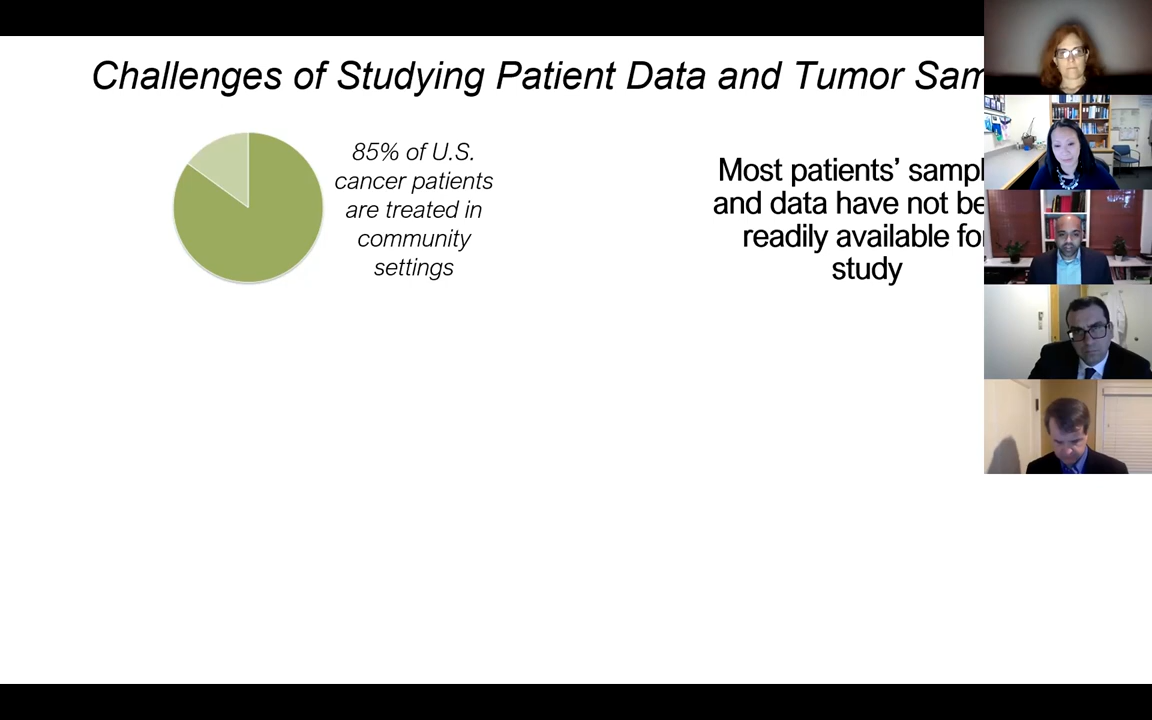 Challenges of Studying Patient Data and Tumor Sam
85% of U.S.
cancer patients
are treated in
community
settings
Most patients’ sampl
and data have not be
readily available for
study